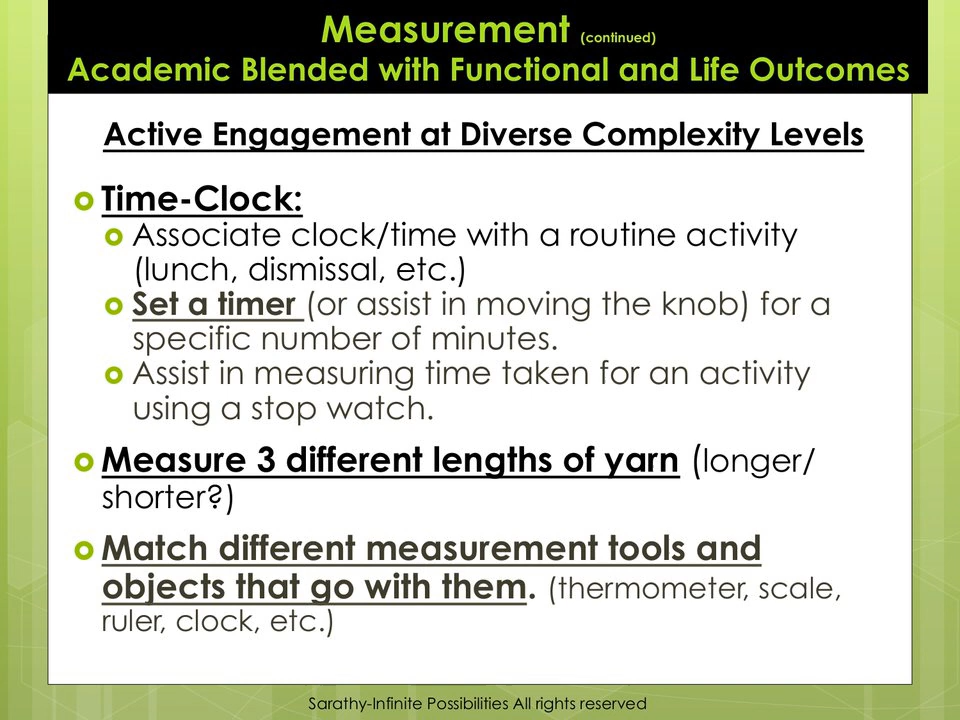 Measurement (continued)
Academic Blended with Functional and Life Outcomes
Active Engagement at Diverse Complexity Levels
Time-Clock:
Associate clock/time with a routine activity
(lunch, dismissal, etc.)
Set a timer (or assist in moving the knob) for a
specific number of minutes.
Assist in measuring time taken for an activity
using a stop watch.
Measure 3 different lengths of yarn (longer/
shorter?)
Match different measurement tools and
objects that go with them. (thermometer, scale,
ruler, clock, etc.)
Sarathy-Infinite Possibilities All rights reserved